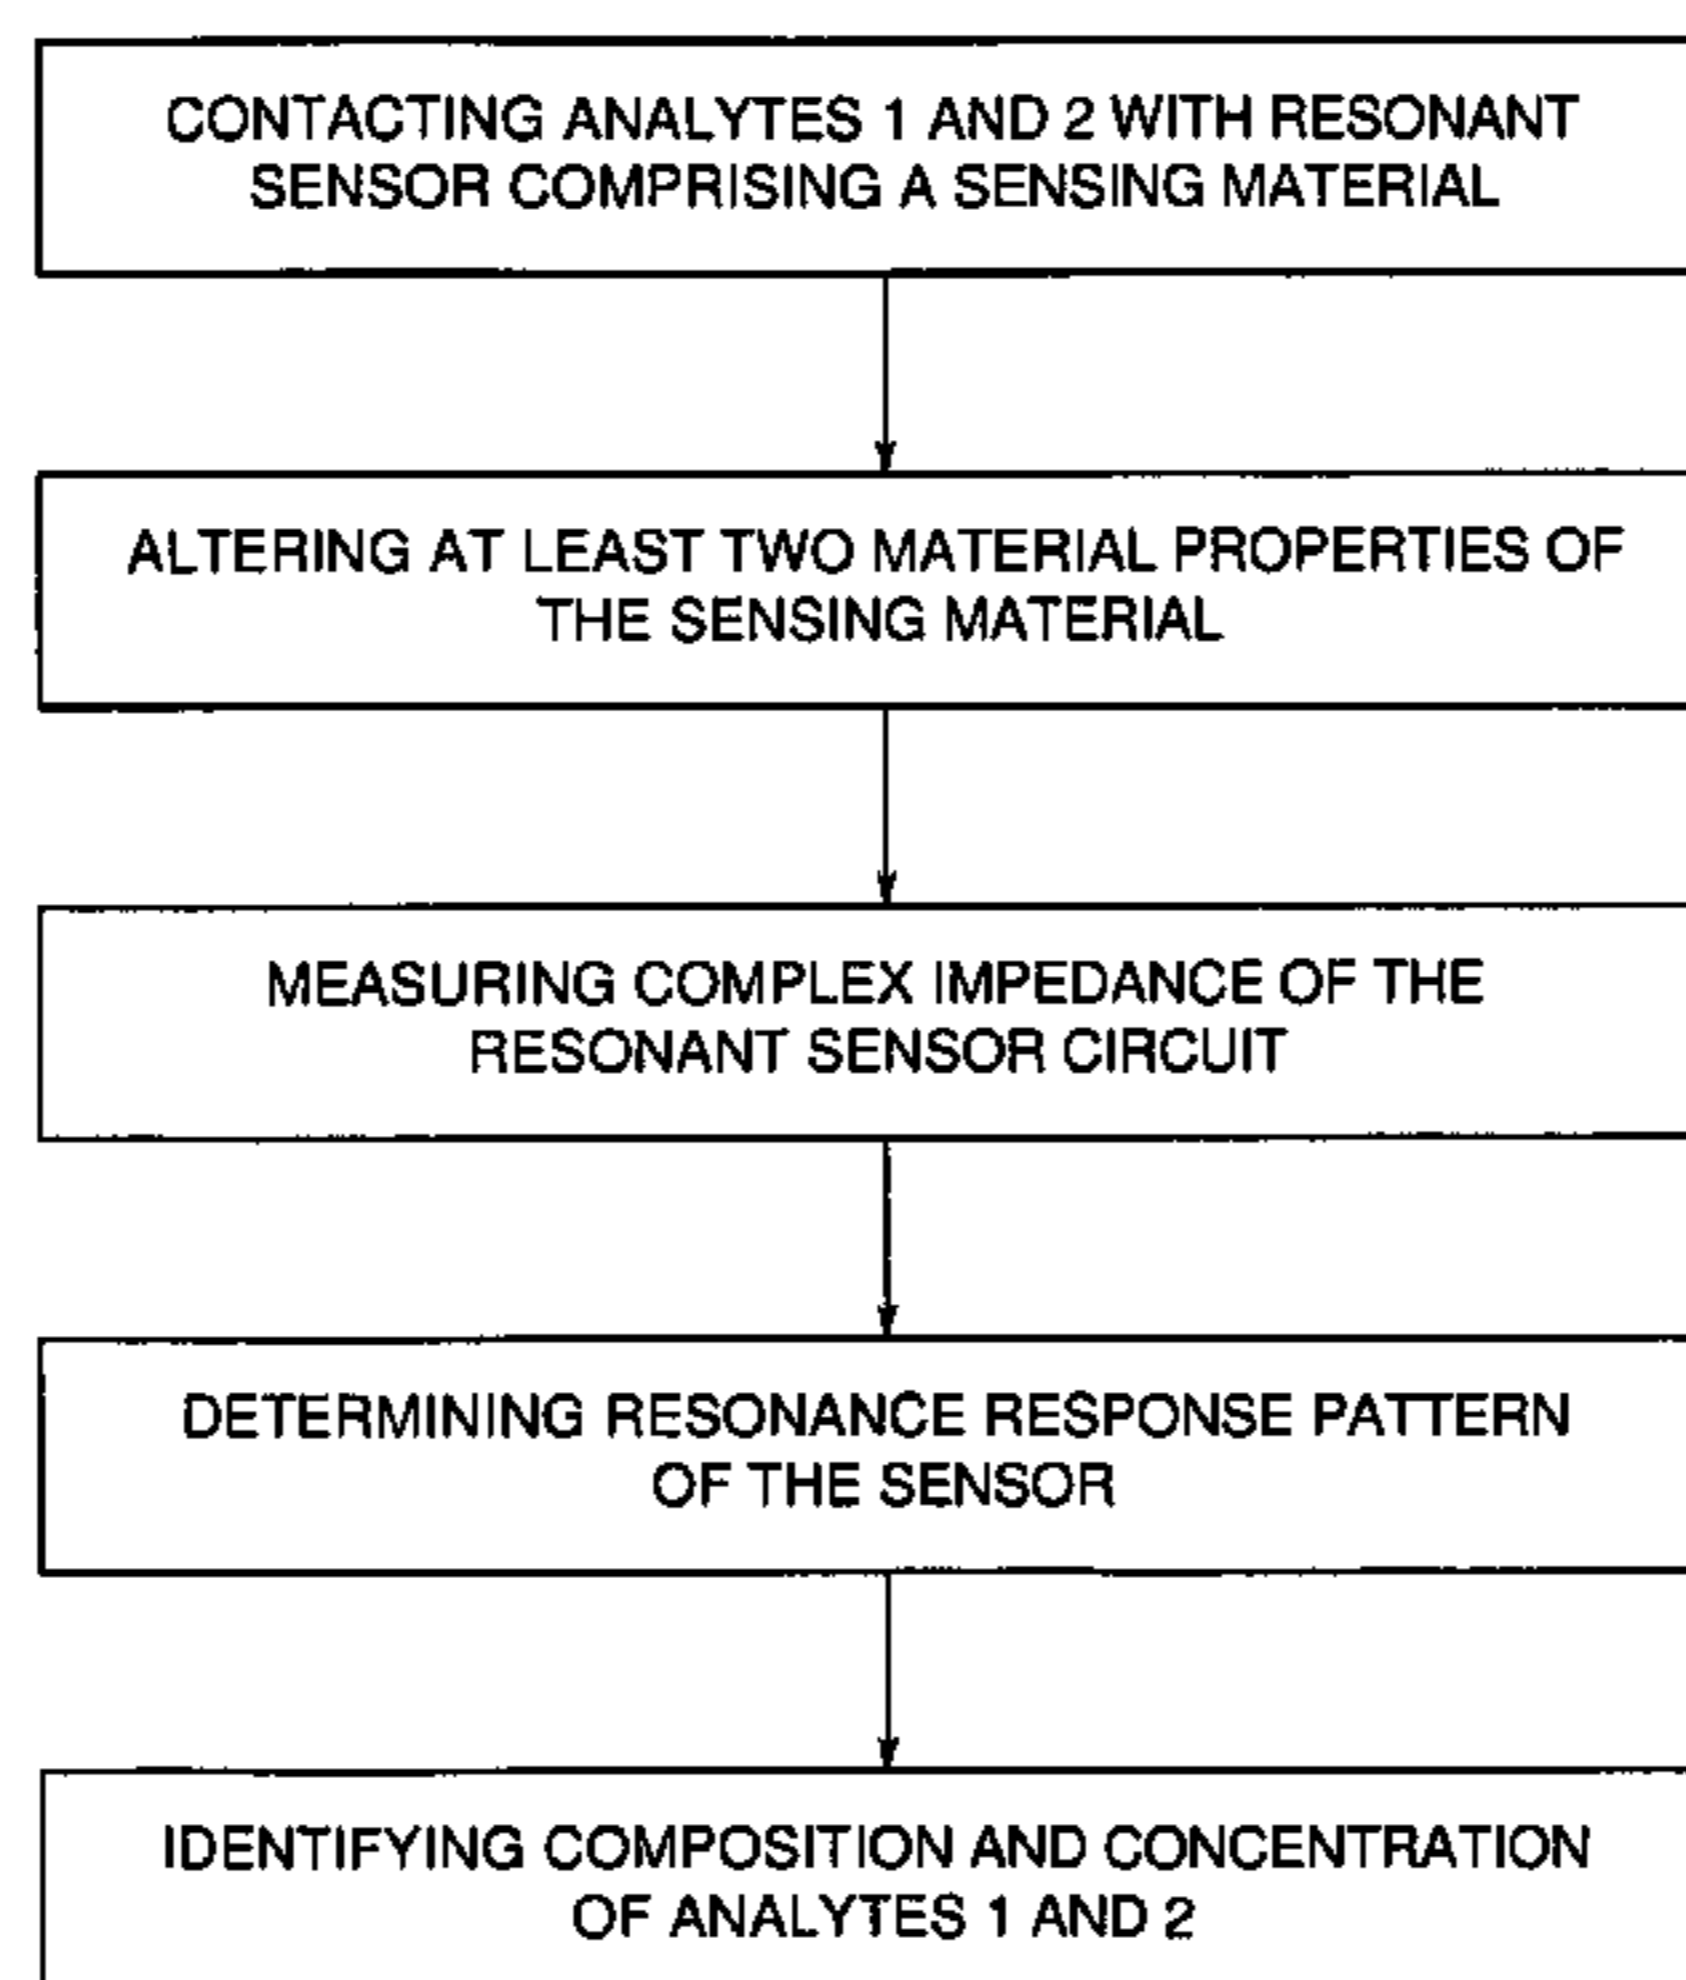 CONTACTING ANALYTES 1 AND 2 WITH RESONANT
SENSOR COMPRISING A SENSING MATERIAL
ALTERING AT LEAST TWO MATERIAL PROPERTIES OF
THE SENSING MATERIAL
MEASURING COMPLEX IMPEDANCE OF THE
RESONANT SENSOR CIRCUIT
DETERMINING RESONANCE RESPONSE PATTERN
OF THE SENSOR
IDENTIFYING COMPOSITION AND CONCENTRATION
OF ANALYTES 1 AND 2